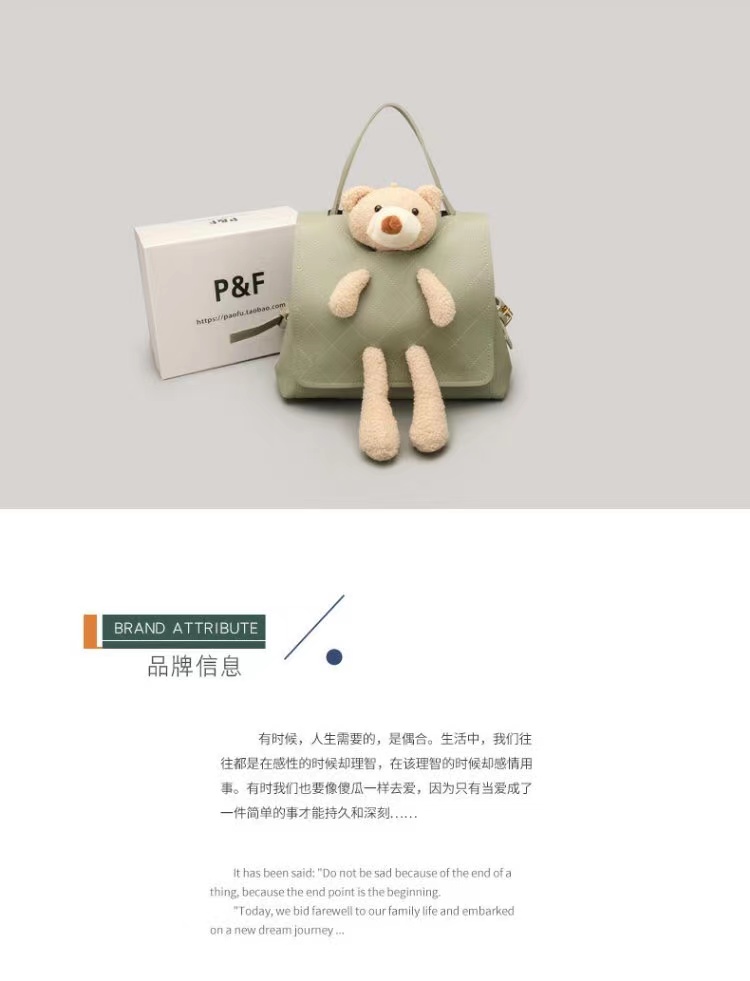 P&F
P&F
https://paofu.taobao.com
BRAND ATTRIBUTE
品牌信息
有时候，人生需要的，是偶合。生活中，我们往
往都是在感性的时候却理智，在该理智的时候却感情用
事。有时我们也要像傻瓜一样去爱，因为只有当爱成了
一件简单的事才能持久和深刻……
It has been said: "Do not be sad because of the end of a
thing, because the end point is the beginning.
"Today, we bid farewell to our family life and embarked
on a new dream journey ...